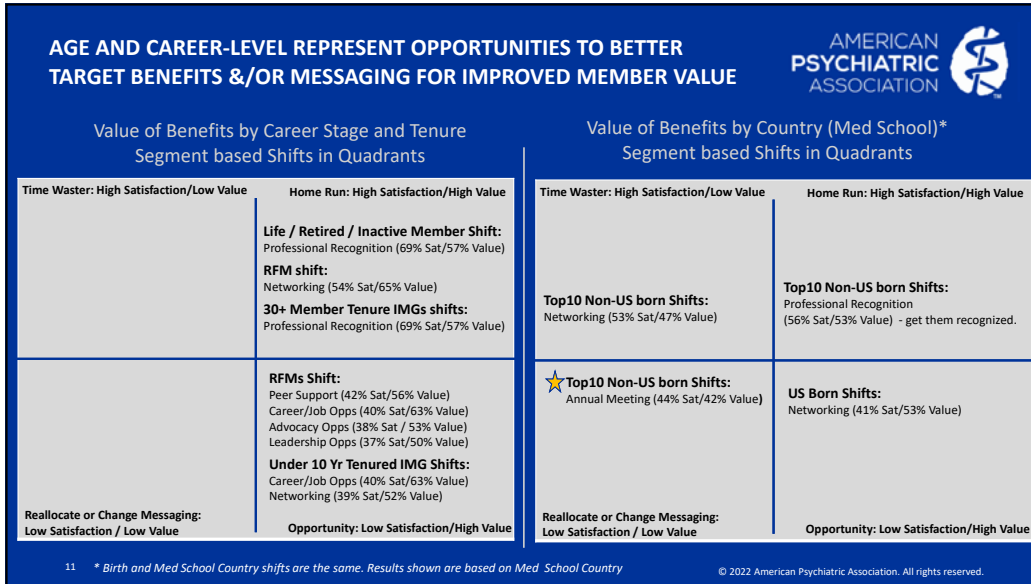 AGE AND CAREER-LEVEL REPRESENT OPPORTUNITIES TO BETTER
TARGET BENEFITS &/OR MESSAGING FOR IMPROVED MEMBER VALUE
AMERICAN
PSYCHIATRIC
ASSOCIATION
Value of Benefits by Career Stage and Tenure
Segment based Shifts in Quadrants
Time Waster: High Satisfaction/Low Value
Home Run: High Satisfaction/High Value
Life / Retired / Inactive Member Shift:
Professional Recognition (69% Sat/57% Value)
RFM shift:
Networking (54% Sat/65% Value)
30+ Member Tenure IMGs shifts:
Professional Recognition (69% Sat/57% Value)
RFMs Shift:
Peer Support (42% Sat/56% Value)
Career/Job Opps (40% Sat/63% Value)
Advocacy Opps (38% Sat / 53% Value)
Leadership Opps (37% Sat/50% Value)
Under 10 Yr Tenured IMG Shifts:
Career/Job Opps (40% Sat/63% Value)
Networking (39% Sat/52% Value)
Reallocate or Change Messaging:
Low Satisfaction / Low Value
Opportunity: Low Satisfaction/High Value
Value of Benefits by Country (Med School)*
Segment based Shifts in Quadrants
Time Waster: High Satisfaction/Low Value
Home Run: High Satisfaction/High Value
Top10 Non-US born Shifts:
Networking (53% Sat/47% Value)
Top10 Non-US born Shifts:
Professional Recognition
(56% Sat/53% Value) - get them recognized.
Top10 Non-US born Shifts:
Annual Meeting (44% Sat/42% Value)
US Born Shifts:
Networking (41% Sat/53% Value)
Reallocate or Change Messaging:
Low Satisfaction / Low Value
Opportunity: Low Satisfaction/High Value
11 * Birth and Med School Country shifts are the same. Results shown are based on Med School Country
© 2022 American Psychiatric Association. All rights reserved.